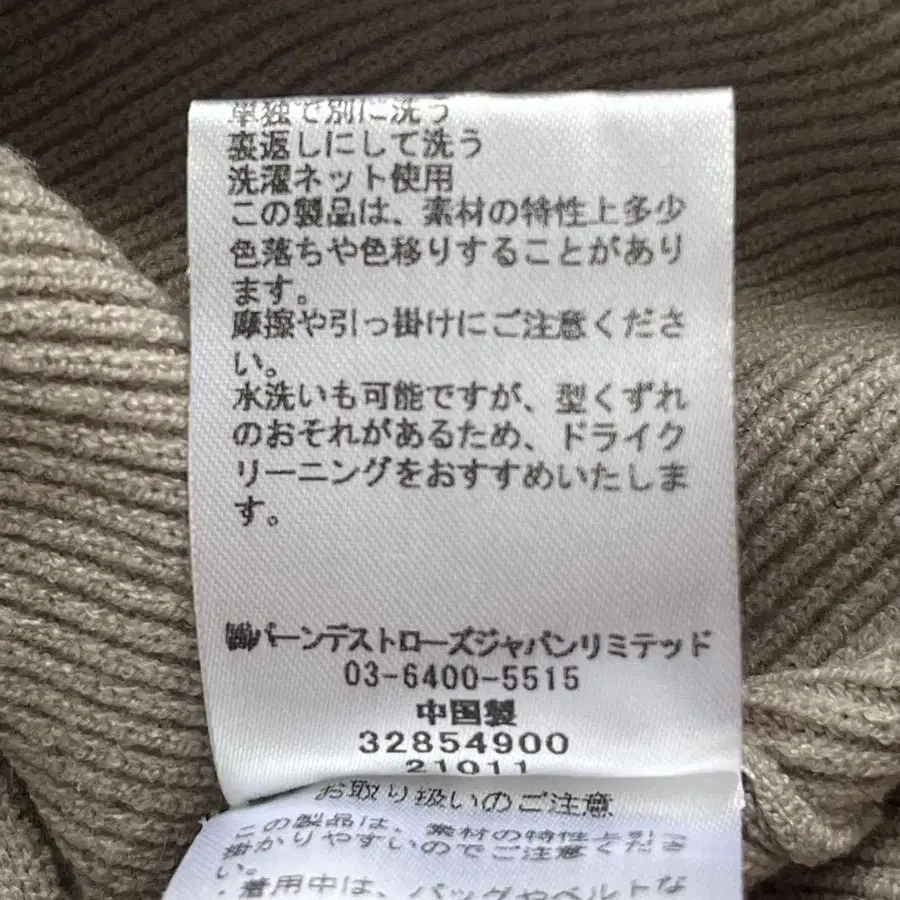 単独で別に洗う
裏返しにして洗う
洗濯ネット使用
この製品は、素材の特性上多少
色落ちや色移りすることがあり
ます。
摩擦や引っ掛けにご注意くださ
い。
水洗いも可能ですが、型くずれ
のおそれがあるため、ドライク
リーニングをおすすめいたしま
す。
㈱バーンデストローズジャパンリミテッド
03-6400-5515
中国製
32854900
21011
お取り扱いのご注意
この製品は、素材の特性上引っ
掛かりやすいのでご注意くださ
い。
・着用中は、バッグやベルトな